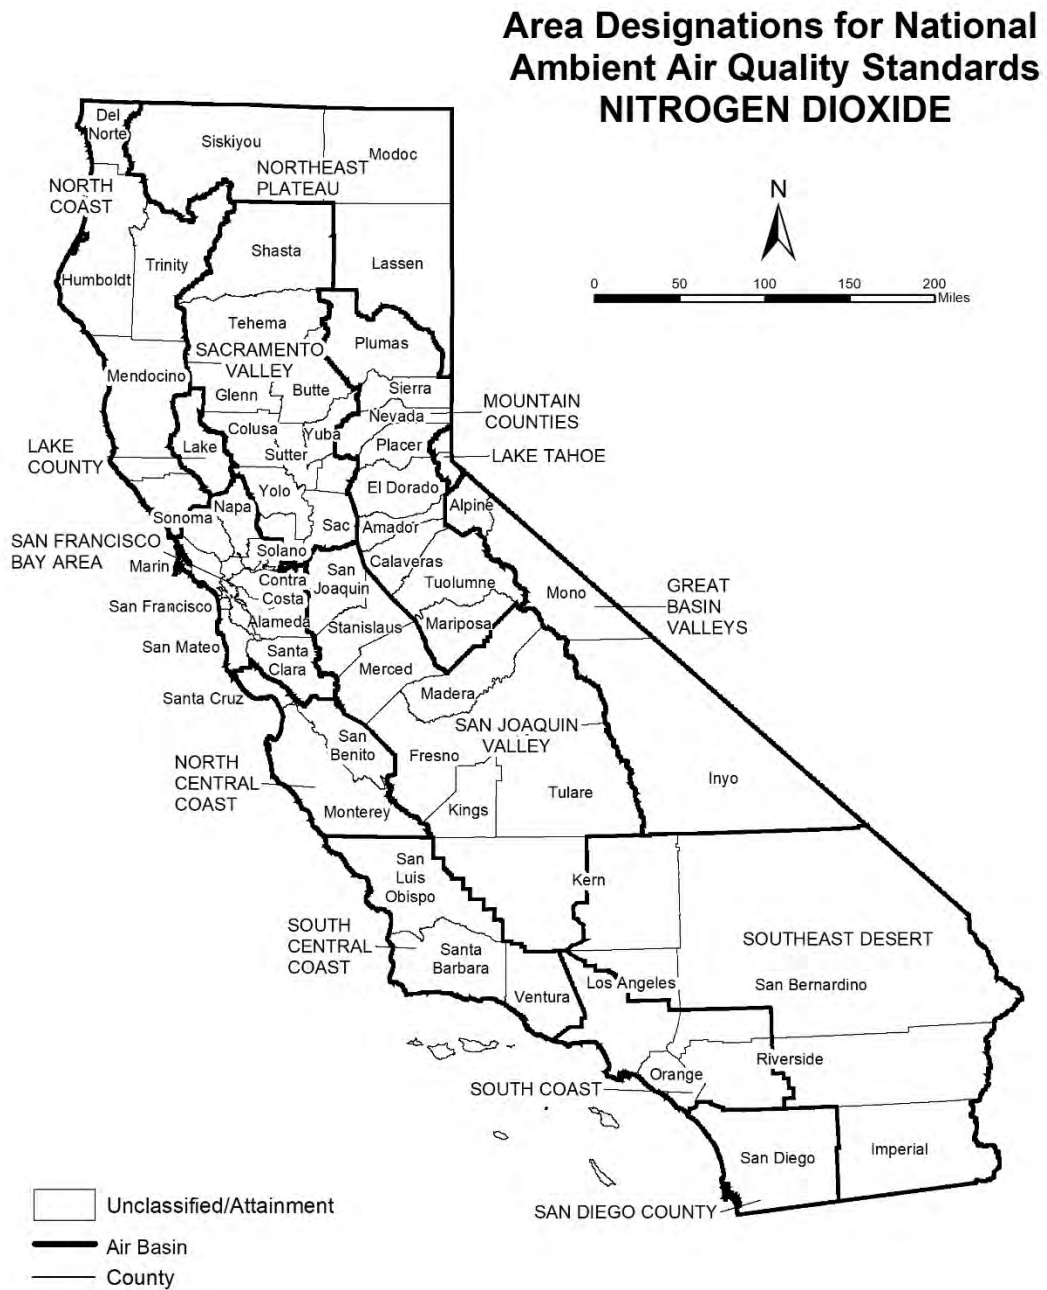 Area Designations for National
Ambient Air Quality Standards
NITROGEN DIOXIDE
N
0 50 100 150 200
Miles
Del
Norte
Siskiyou
Modoc
NORTHEAST
PLATEAU
NORTH
COAST
Shasta
Trinity
Lassen
Humboldt
Tehema
Plumas
SACRAMENTO
VALLEY
Mendocino
Glenn
Butte
Sierra
MOUNTAIN
COUNTIES
Nevada
Colusa
Yuba
Placer
LAKE
COUNTY
Lake
Sutter
LAKE TAHOE
Yolo
El Dorado
Napa
Alpine
Sonoma
Sac
Amador
SAN FRANCISCO
BAY AREA
Solano
Calaveras
Marin
Contra
Costa
San
Joaquin
Tuolumne
Mono
GREAT
BASIN
VALLEYS
San Francisco
Alameda
Stanislaus
Mariposa
San Mateo
Santa
Clara
Merced
Santa Cruz
Madera
SAN JOAQUIN
VALLEY
San
Benito
Fresno
NORTH
CENTRAL
COAST
Inyo
Tulare
Monterey
Kings
San
Luis
Obispo
Kern
SOUTH
CENTRAL
COAST
SOUTHEAST DESERT
Santa
Barbara
Los Angeles
San Bernardino
Ventura
Riverside
Orange
SOUTH COAST
San Diego
Imperial
SAN DIEGO COUNTY
Unclassified/Attainment
Air Basin
County